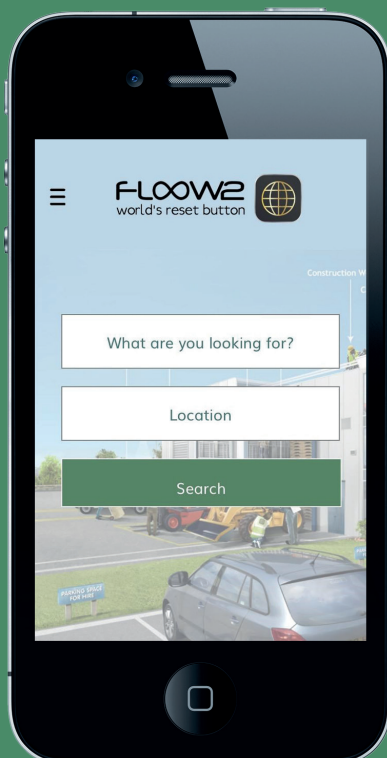 FLOOW2
world's reset button
Construction W
C
What are you looking for?
Location
Search
PARKING SPACE
FOR HIRE